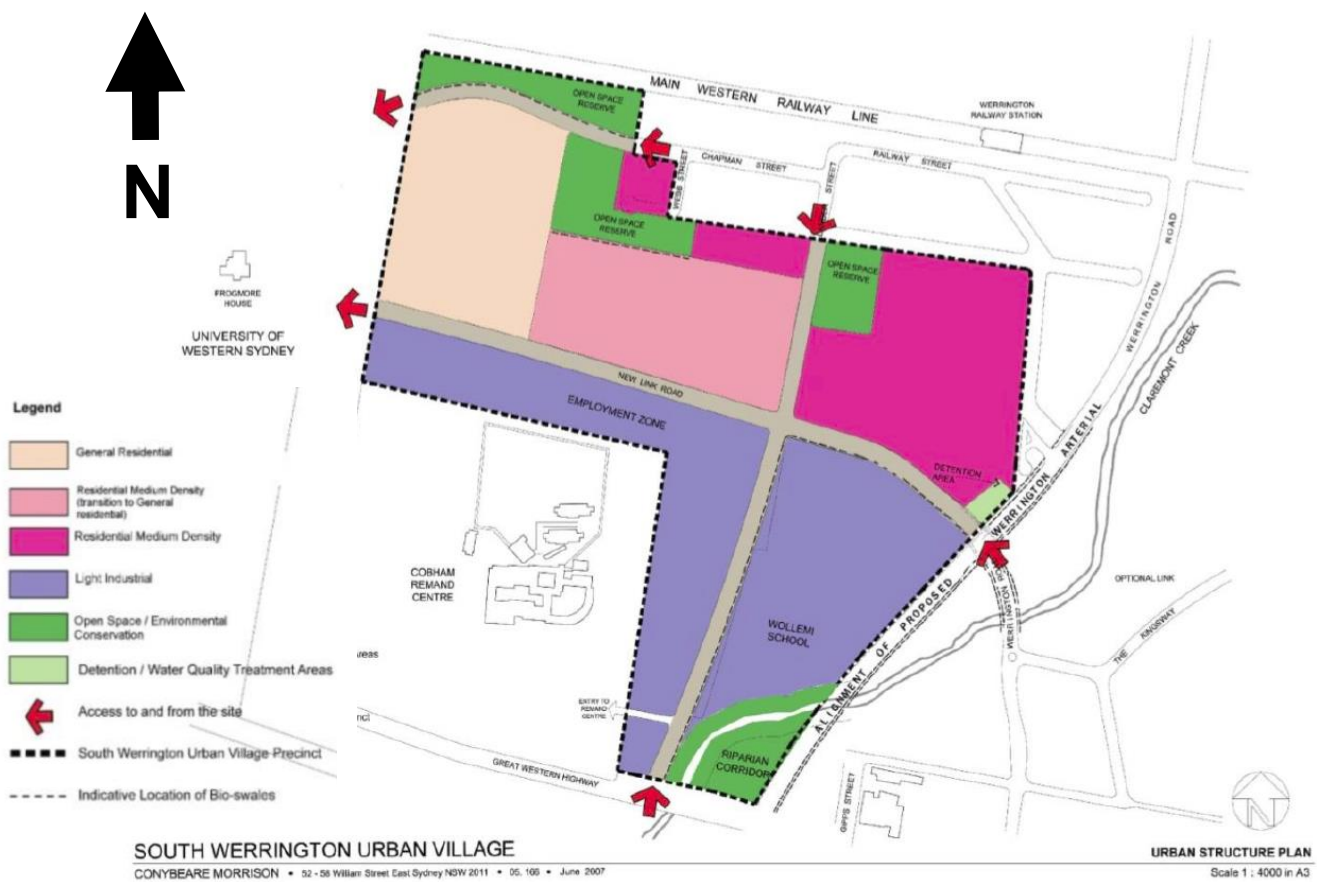 N
MAIN WESTERN RAILWAY LINE
WERRINGTON
RAILWAY STATION
OPEN SPACE
RESERVE
CHAPMAN STREET
RAILWAY STREET
WEBB STREET
STREET
OPEN SPACE
RESERVE
OPEN SPACE
RESERVE
WERRINGTON ROAD
CLAREMONT CREEK
FROGMORE
HOUSE
UNIVERSITY OF
WESTERN SYDNEY
NEW LINK ROAD
EMPLOYMENT ZONE
DETENTION
AREA
ALIGNMENT OF PROPOSED WERRINGTON ARTERIAL
COBHAM
REMAND
CENTRE
WOLLEMI
SCHOOL
OPTIONAL LINK
THE KINGSWAY
WERRINGTON
ENTRY TO
REMAND
CENTRE
RIPARIAN
CORRIDOR
GREAT WESTERN HIGHWAY
GIPPS STREET
Legend
General Residential
Residential Medium Density
(transition to General
residential)
Residential Medium Density
Light Industrial
Open Space / Environmental
Conservation
Detention / Water Quality Treatment Areas
Access to and from the site
South Werrington Urban Village Precinct
Indicative Location of Bio-swales
N
SOUTH WERRINGTON URBAN VILLAGE
CONYBEARE MORRISON • 52 - 58 William Street East Sydney NSW 2011 • 05. 166 • June 2007
URBAN STRUCTURE PLAN
Scale 1 : 4000 in A3